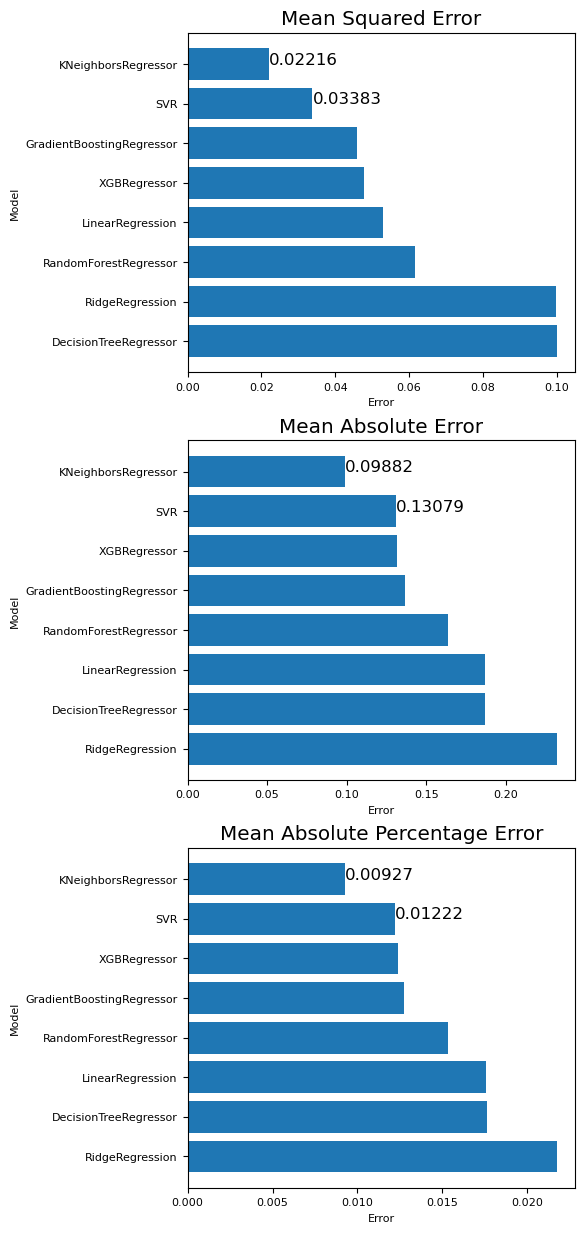 Mean Squared Error
KNeighborsRegressor
0.02216
SVR
0.03383
GradientBoostingRegressor
XGBRegressor
LinearRegression
RandomForestRegressor
RidgeRegression
DecisionTreeRegressor
Model
0.00 0.02 0.04 0.06 0.08 0.10
Error
Mean Absolute Error
KNeighborsRegressor
0.09882
SVR
0.13079
XGBRegressor
GradientBoostingRegressor
RandomForestRegressor
LinearRegression
DecisionTreeRegressor
RidgeRegression
Model
0.00 0.05 0.10 0.15 0.20
Error
Mean Absolute Percentage Error
KNeighborsRegressor
0.00927
SVR
0.01222
XGBRegressor
GradientBoostingRegressor
RandomForestRegressor
LinearRegression
DecisionTreeRegressor
RidgeRegression
Model
0.000 0.005 0.010 0.015 0.020
Error